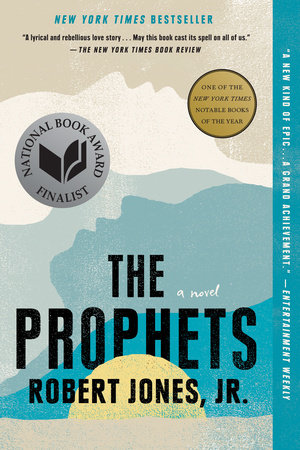 NEW YORK TIMES BESTSELLER
"A lyrical and rebellious love story . . . May this book cast its spell on all of us."
— THE NEW YORK TIMES BOOK REVIEW
ONE OF THE
NEW YORK TIMES
NOTABLE BOOKS
OF THE YEAR
NATIONAL BOOK AWARD
FINALIST
THE
a novel
PROPHETS
ROBERT JONES, JR.
"A NEW KIND OF EPIC . . . A GRAND ACHIEVEMENT." —ENTERTAINMENT WEEKLY